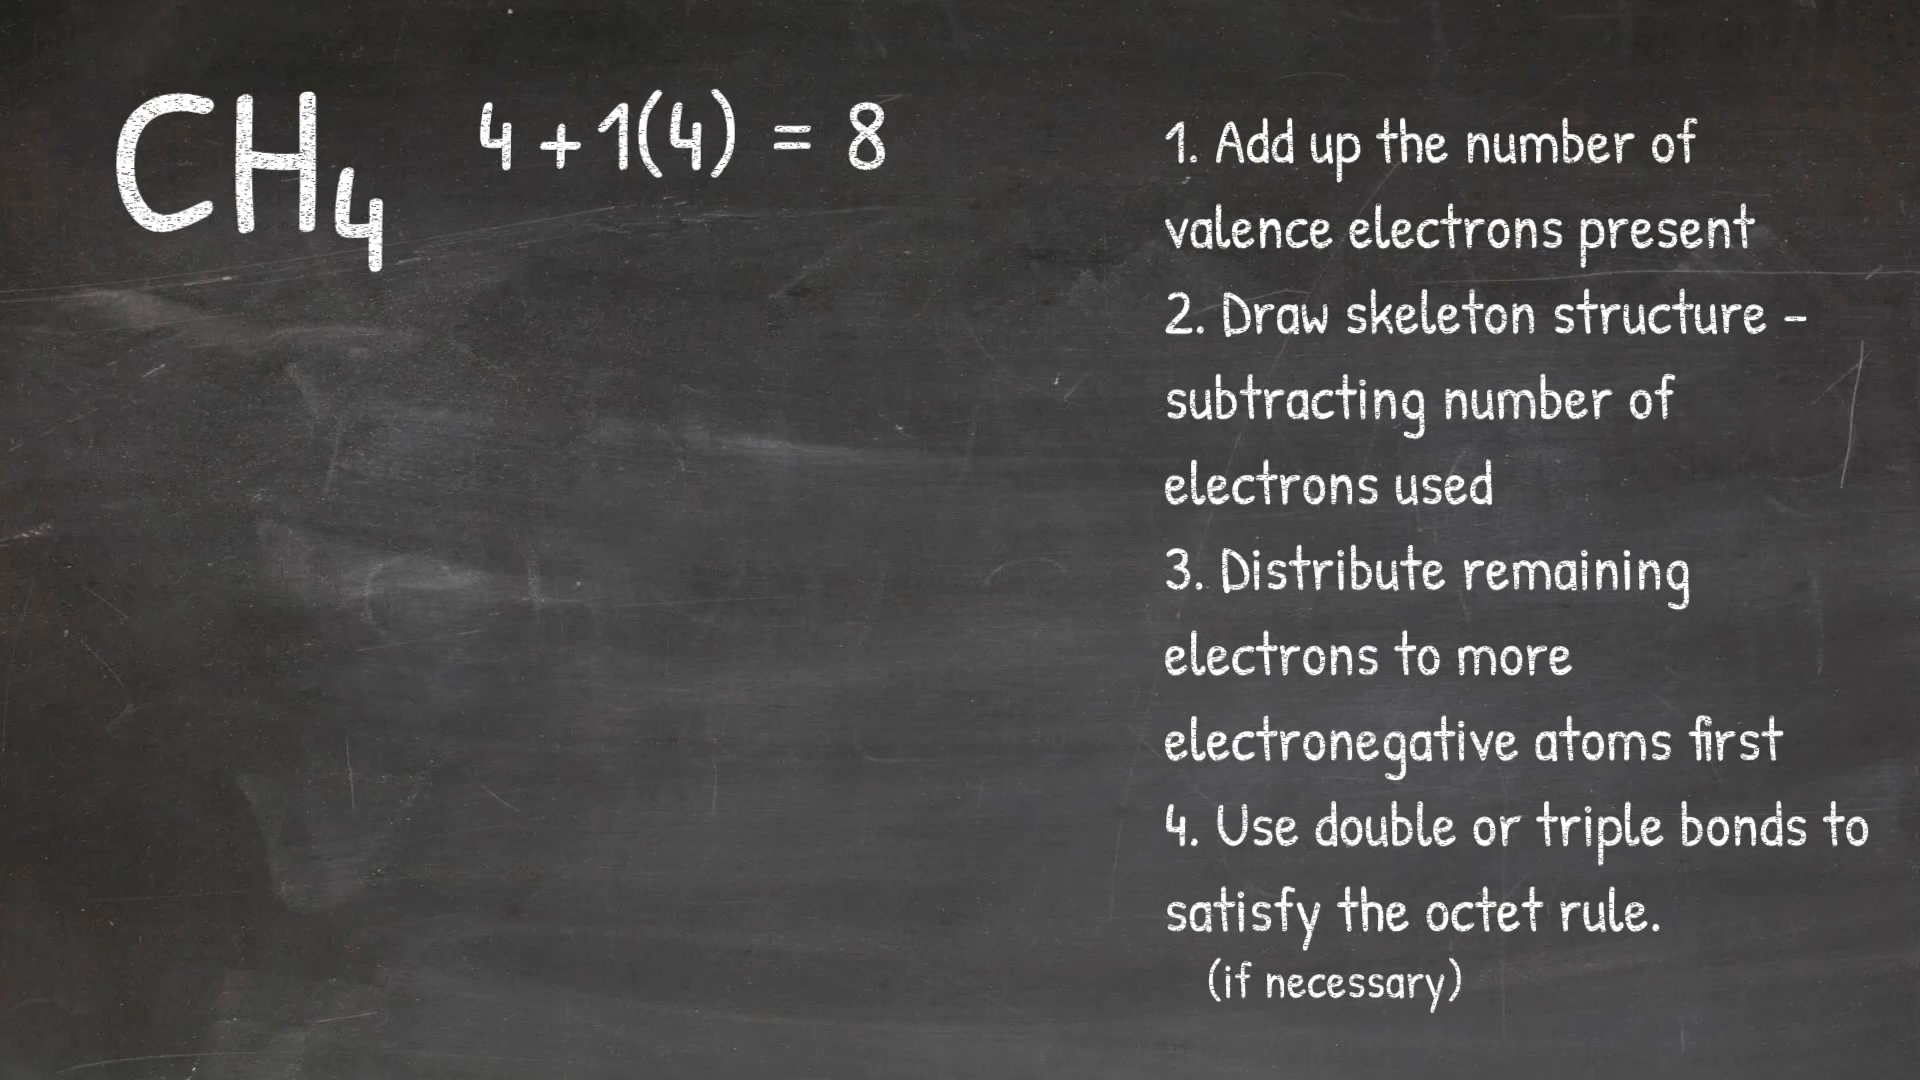 CH₄ 4 + 1(4) = 8
1. Add up the number of
valence electrons present
2. Draw skeleton structure -
subtracting number of
electrons used
3. Distribute remaining
electrons to more
electronegative atoms first
4. Use double or triple bonds to
satisfy the octet rule.
(if necessary)